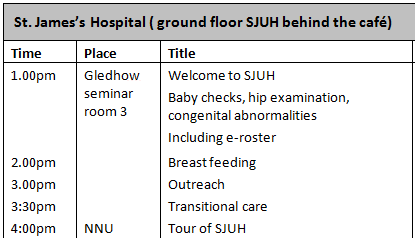 St. James’s Hospital ( ground floor SJUH behind the café)
Time Place Title
1.00pm Gledhow seminar room 3 Welcome to SJUH
Baby checks, hip examination,
congenital abnormalities
Including e-roster
2.00pm Breast feeding
3.00pm Outreach
3:30pm Transitional care
4:00pm NNU Tour of SJUH